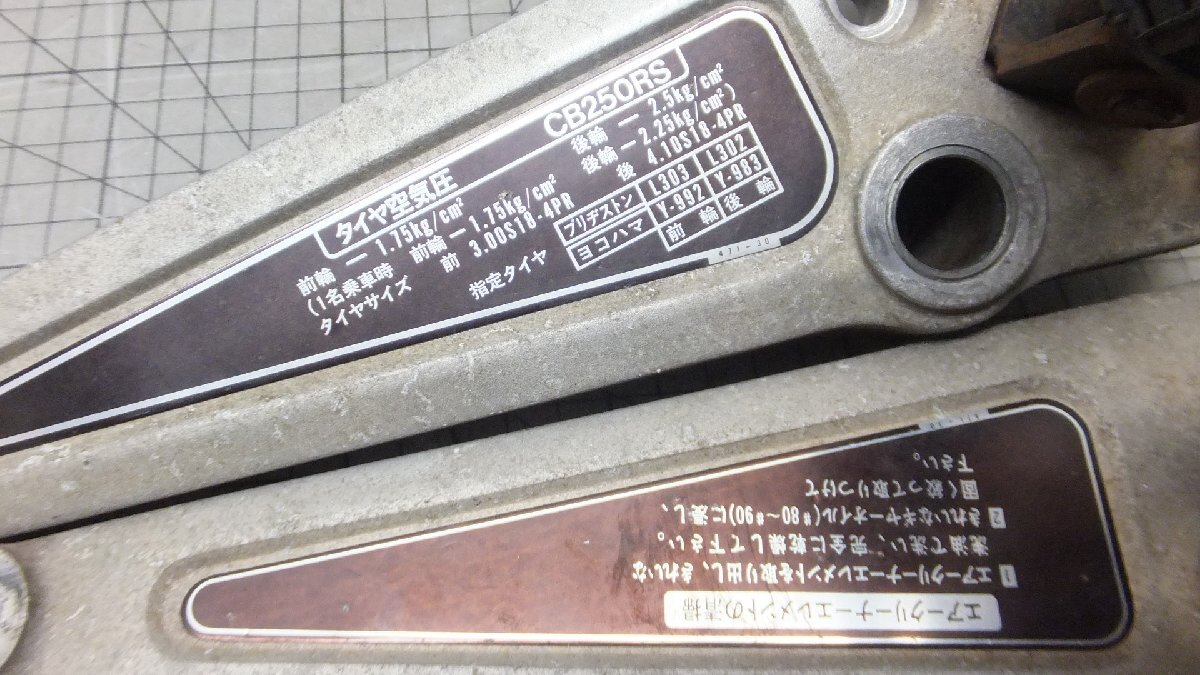 CB250RS
タイヤ空気圧
前輪 — 1.75kg/cm² 後輪 — 2.5kg/cm²
(1名乗車時 前輪 — 1.75kg/cm² 後輪 — 2.25kg/cm²)
タイヤサイズ 前 3.00S18-4PR 後 4.10S18-4PR
指定タイヤ ブリヂストン L303 L302
ヨコハマ Y-992 Y-983
前輪 後輪
471-30
エアークリーナーエレメントの清掃
1 エアークリーナーエレメントを取り出し、きれいな
洗油で洗い、完全に乾燥して下さい。
2 きれいなギヤーオイル(#80~#90)に浸し、
固く絞って取りつけて
下さい。